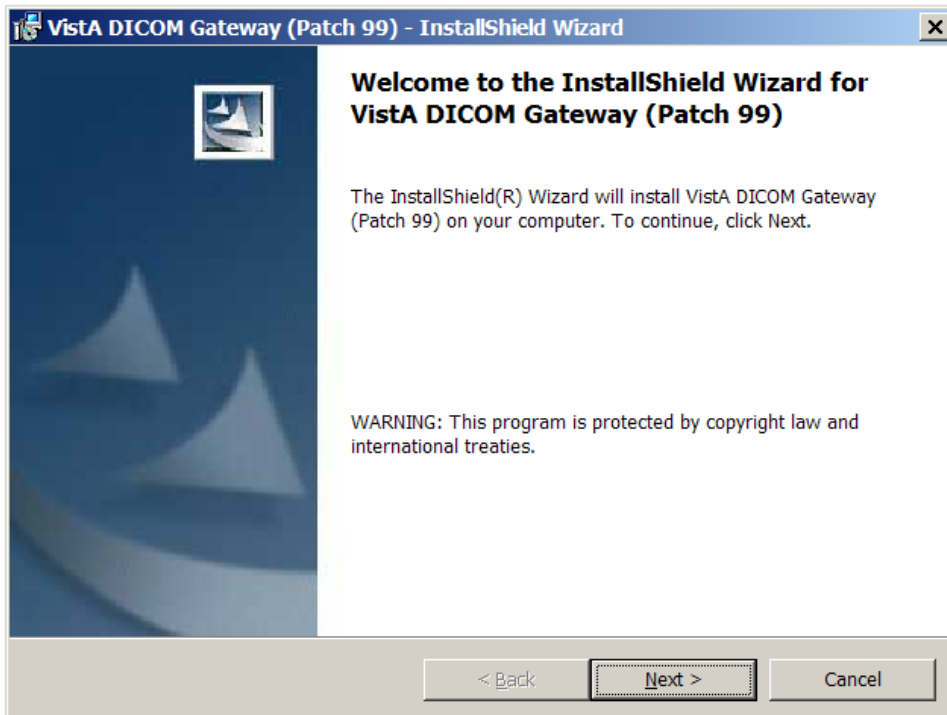 VistA DICOM Gateway (Patch 99) - InstallShield Wizard
Welcome to the InstallShield Wizard for
VistA DICOM Gateway (Patch 99)
The InstallShield(R) Wizard will install VistA DICOM Gateway
(Patch 99) on your computer. To continue, click Next.
WARNING: This program is protected by copyright law and
international treaties.
< Back
Next >
Cancel